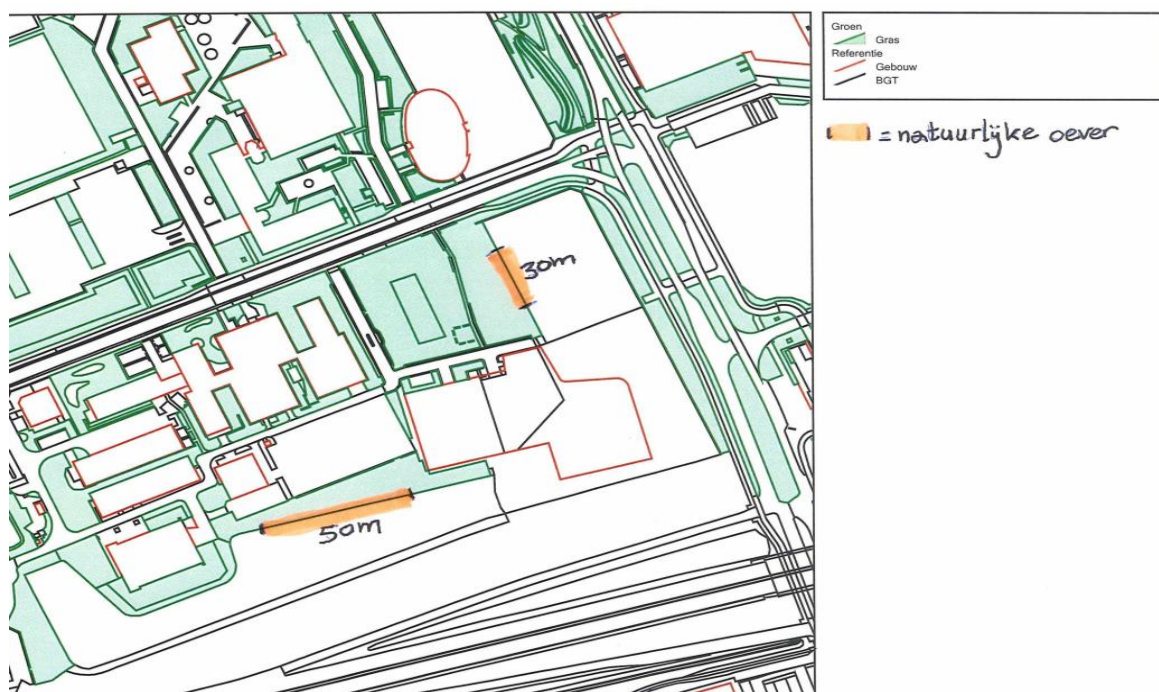 Groen
Gras
Referentie
Gebouw
BGT
= natuurlijke oever
30m
50m